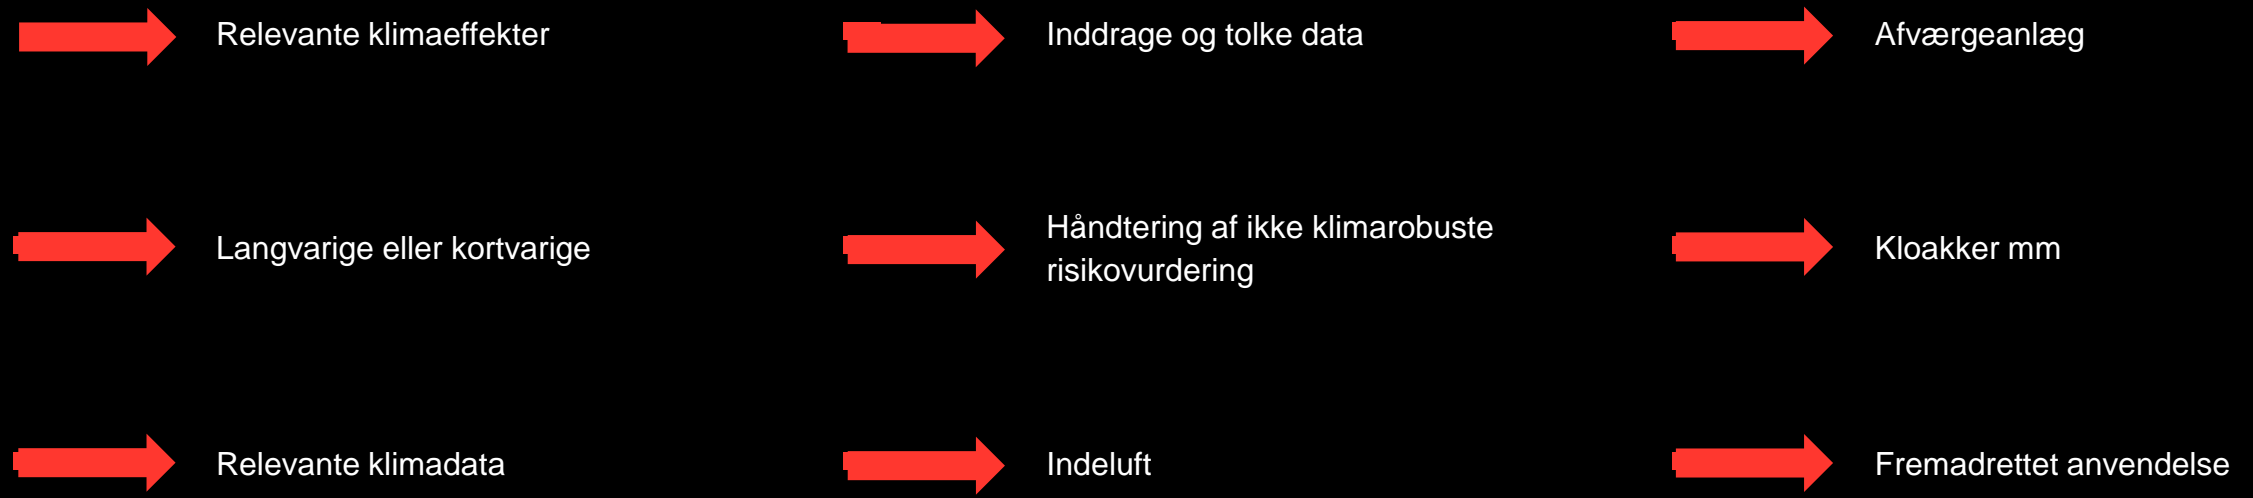 Relevante klimaeffekter
Langvarige eller kortvarige
Relevante klimadata
Inddrage og tolke data
Håndtering af ikke klimarobuste
risikovurdering
Indeluft
Afværgeanlæg
Kloakker mm
Fremadrettet anvendelse